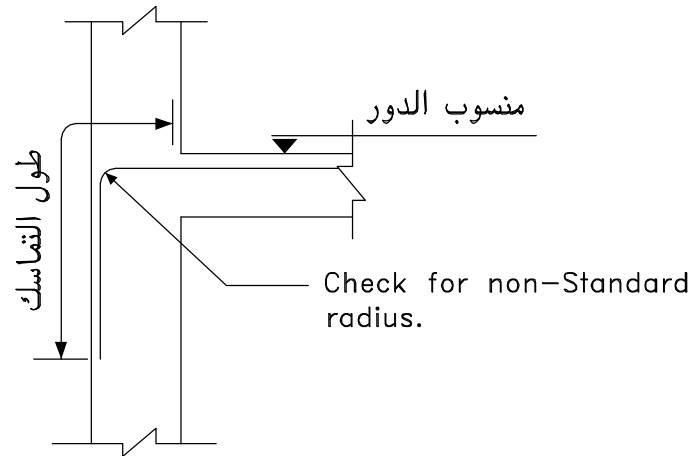 منسوب الدور
طول التماسك
Check for non-Standard
radius.